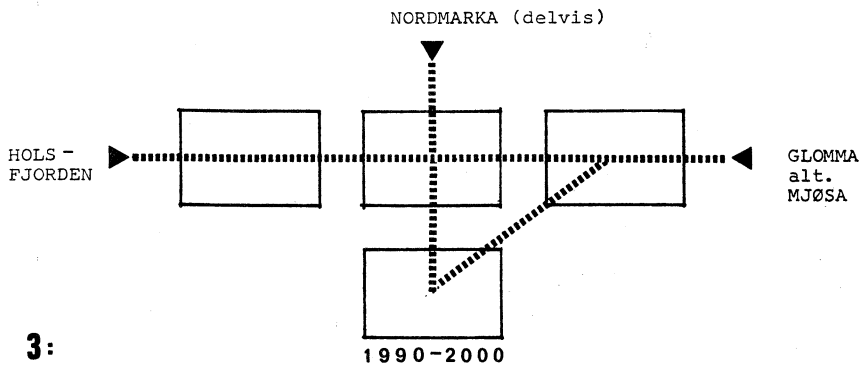 NORDMARKA (delvis)
HOLS-
FJORDEN
GLOMMA
alt.
MJØSA
3:
1990-2000